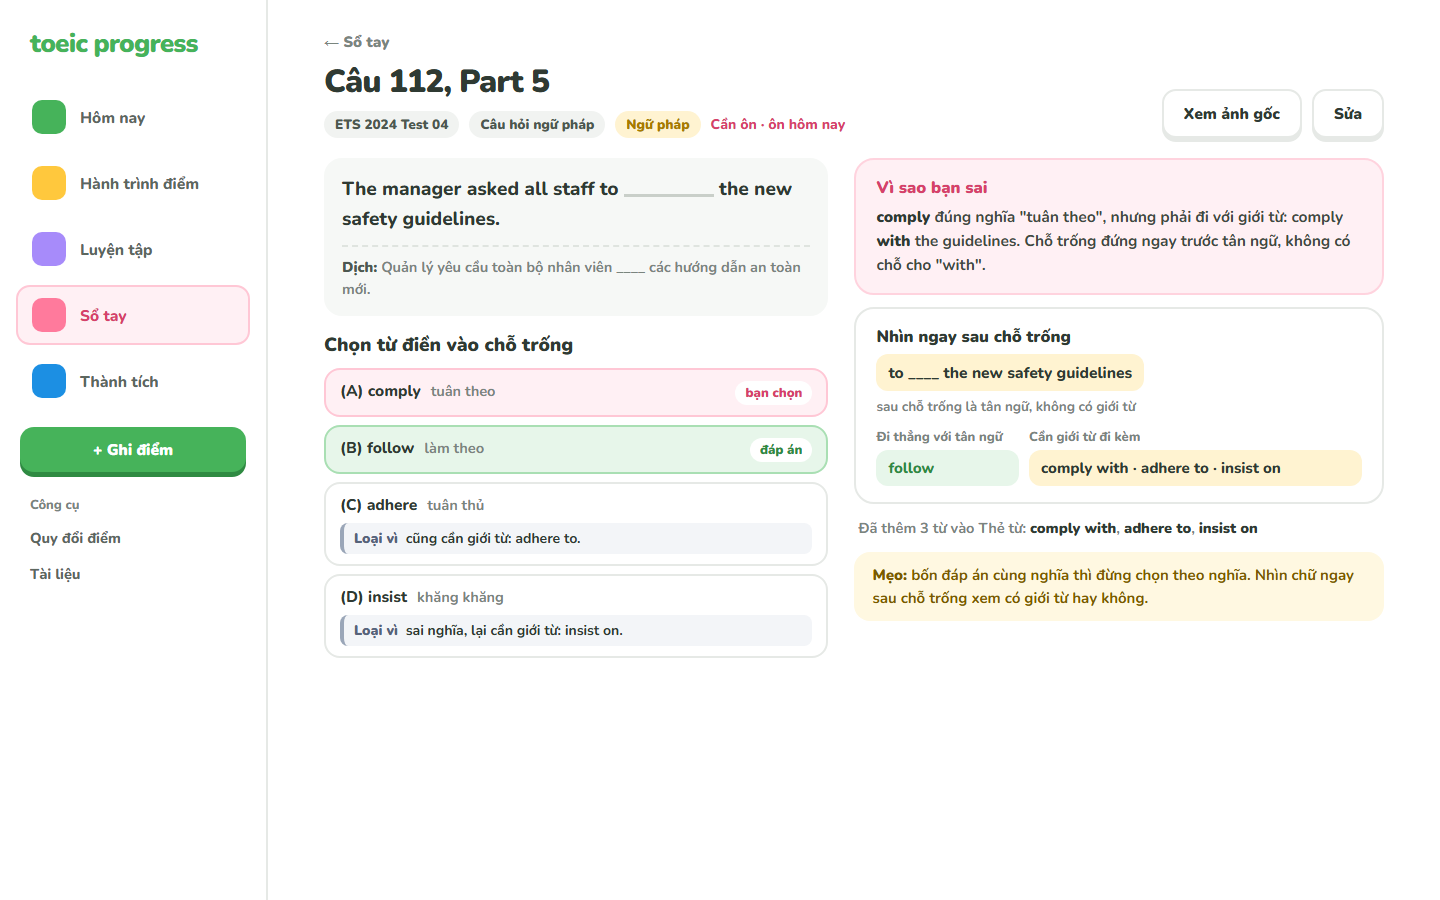 toeic progress
Hôm nay
Hành trình điểm
Luyện tập
Sổ tay
Thành tích
+ Ghi điểm
Công cụ
Quy đổi điểm
Tài liệu
← Sổ tay
Câu 112, Part 5
ETS 2024 Test 04
Câu hỏi ngữ pháp
Ngữ pháp
Cần ôn · ôn hôm nay
Xem ảnh gốc
Sửa
The manager asked all staff to ________ the new
safety guidelines.
Dịch: Quản lý yêu cầu toàn bộ nhân viên ____ các hướng dẫn an toàn
mới.
Chọn từ điền vào chỗ trống
(A) comply tuân theo
bạn chọn
(B) follow làm theo
đáp án
(C) adhere tuân thủ
Loại vì cũng cần giới từ: adhere to.
(D) insist khăng khăng
Loại vì sai nghĩa, lại cần giới từ: insist on.
Vì sao bạn sai
comply đúng nghĩa "tuân theo", nhưng phải đi với giới từ: comply
with the guidelines. Chỗ trống đứng ngay trước tân ngữ, không có
chỗ cho "with".
Nhìn ngay sau chỗ trống
to ____ the new safety guidelines
sau chỗ trống là tân ngữ, không có giới từ
Đi thẳng với tân ngữ
Cần giới từ đi kèm
follow
comply with · adhere to · insist on
Đã thêm 3 từ vào Thẻ từ: comply with, adhere to, insist on
Mẹo: bốn đáp án cùng nghĩa thì đừng chọn theo nghĩa. Nhìn chữ ngay
sau chỗ trống xem có giới từ hay không.